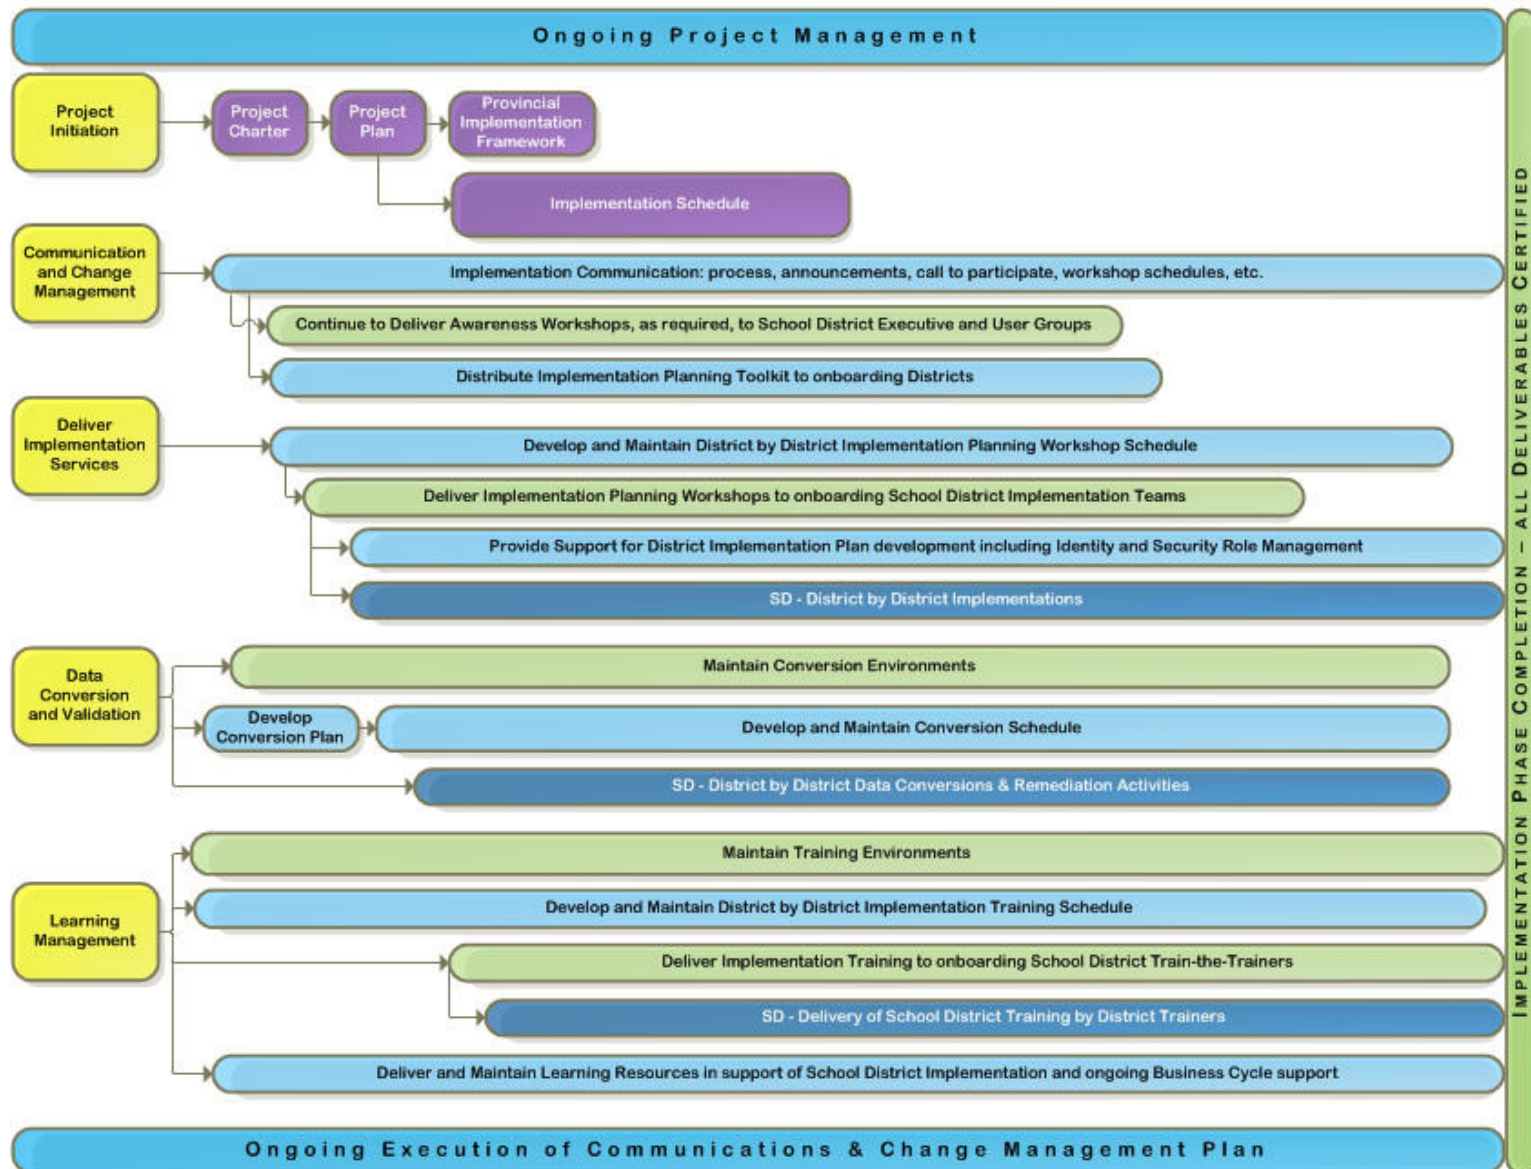 Ongoing Project Management
Project
Initiation
Project
Charter
Project
Plan
Provincial
Implementation
Framework
Implementation Schedule
Communication
and Change
Management
Implementation Communication: process, announcements, call to participate, workshop schedules, etc.
Continue to Deliver Awareness Workshops, as required, to School District Executive and User Groups
Distribute Implementation Planning Toolkit to onboarding Districts
Deliver
Implementation
Services
Develop and Maintain District by District Implementation Planning Workshop Schedule
Deliver Implementation Planning Workshops to onboarding School District Implementation Teams
Provide Support for District Implementation Plan development including Identity and Security Role Management
SD - District by District Implementations
Data
Conversion
and Validation
Maintain Conversion Environments
Develop
Conversion Plan
Develop and Maintain Conversion Schedule
SD - District by District Data Conversions & Remediation Activities
Learning
Management
Maintain Training Environments
Develop and Maintain District by District Implementation Training Schedule
Deliver Implementation Training to onboarding School District Train-the-Trainers
SD - Delivery of School District Training by District Trainers
Deliver and Maintain Learning Resources in support of School District Implementation and ongoing Business Cycle support
Ongoing Execution of Communications & Change Management Plan
IMPLEMENTATION PHASE COMPLETION – ALL DELIVERABLES CERTIFIED